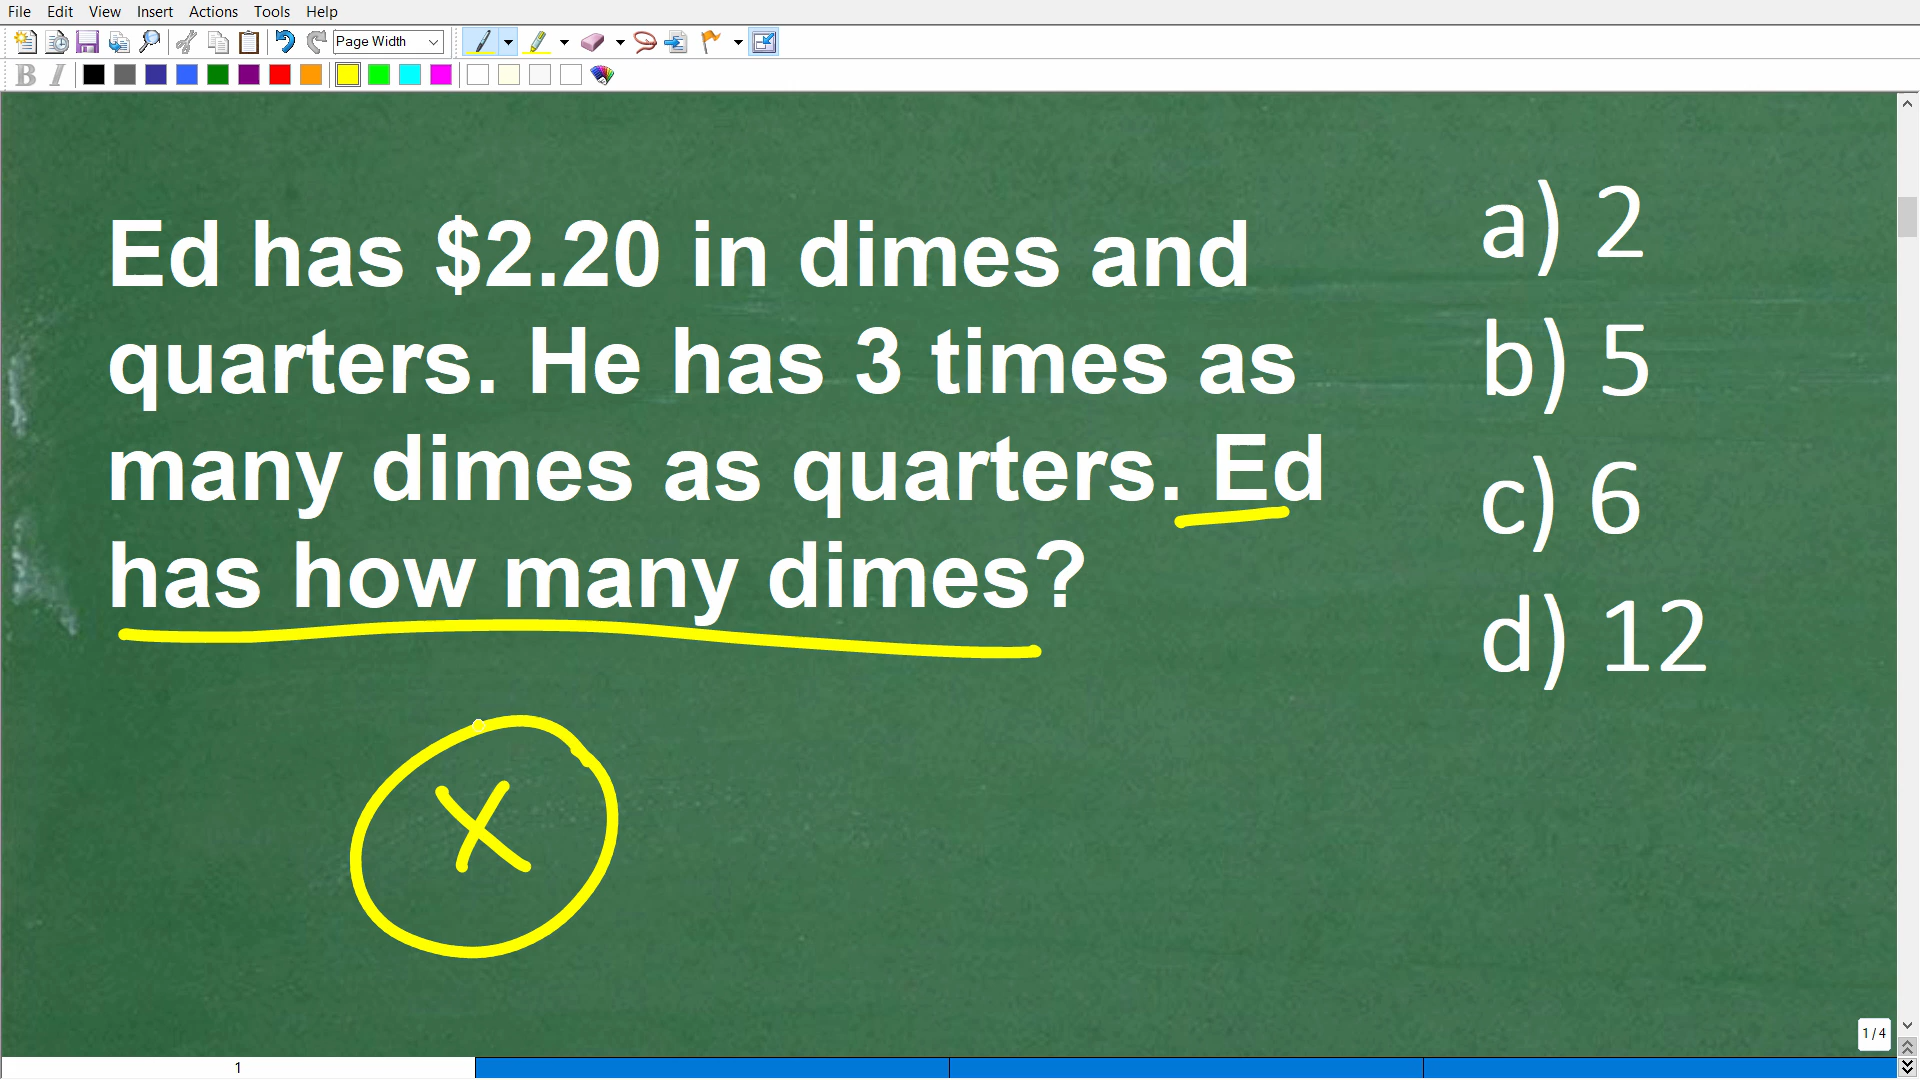 File Edit View Insert Actions Tools Help
Page Width
B I
Ed has $2.20 in dimes and
quarters. He has 3 times as
many dimes as quarters. Ed
has how many dimes?
a) 2
b) 5
c) 6
d) 12
X
1 / 4
1